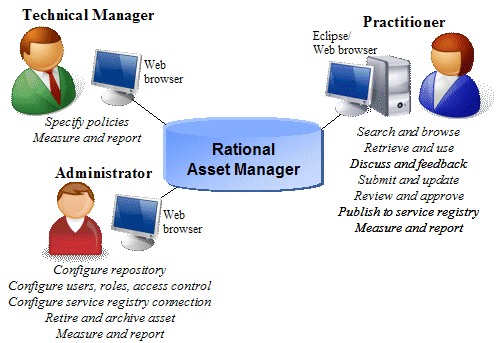 Technical Manager
Web
browser
Specify policies
Measure and report
Practitioner
Eclipse/
Web browser
Search and browse
Retrieve and use
Discuss and feedback
Submit and update
Review and approve
Publish to service registry
Measure and report
Rational
Asset Manager
Administrator
Web
browser
Configure repository
Configure users, roles, access control
Configure service registry connection
Retire and archive asset
Measure and report